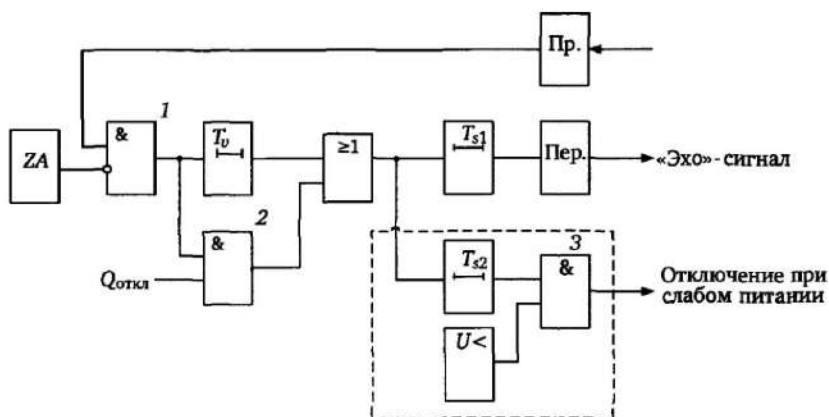 Пр.
1
&
ZA
T_v
≥1
T_s1
Пер.
«Эхо»-сигнал
2
&
Q_откл
3
T_s2
&
Отключение при
слабом питании
U<